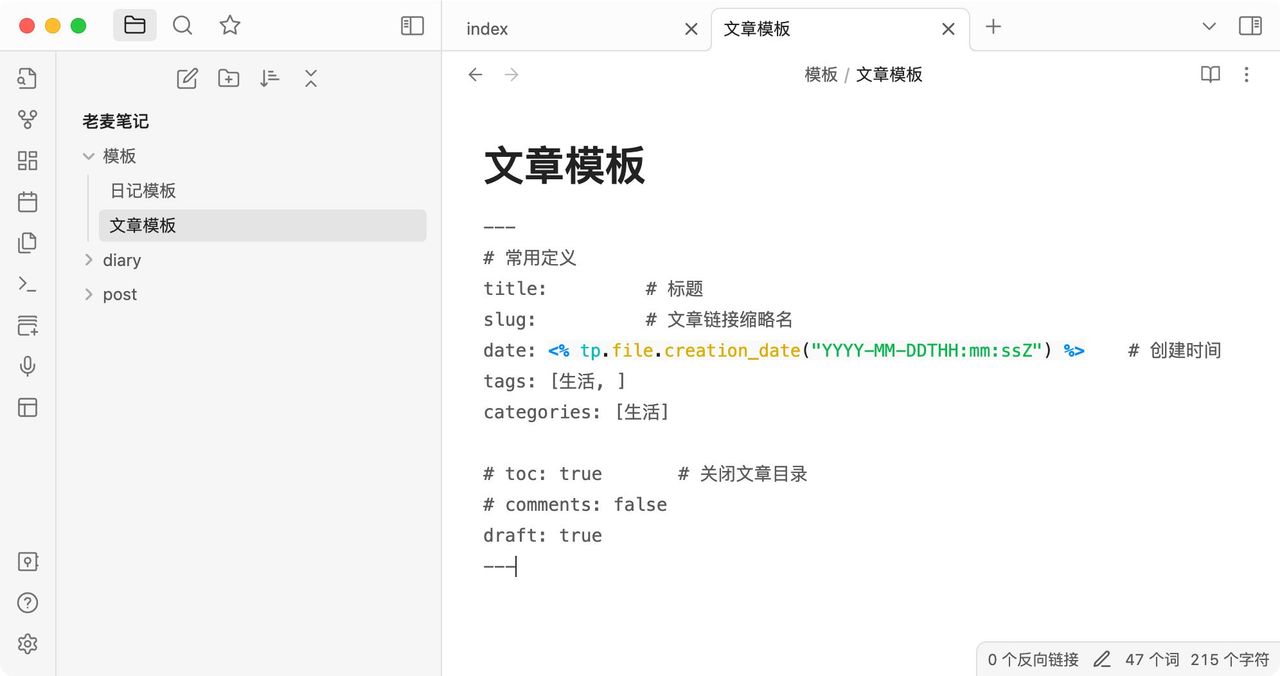 index
文章模板
模板 / 文章模板
老麦笔记
模板
日记模板
文章模板
diary
post
文章模板
---
# 常用定义
title:         # 标题
slug:          # 文章链接缩略名
date: <% tp.file.creation_date("YYYY-MM-DDTHH:mm:ssZ") %>    # 创建时间
tags: [生活, ]
categories: [生活]
# toc: true       # 关闭文章目录
# comments: false
draft: true
---
0 个反向链接 47 个词 215 个字符